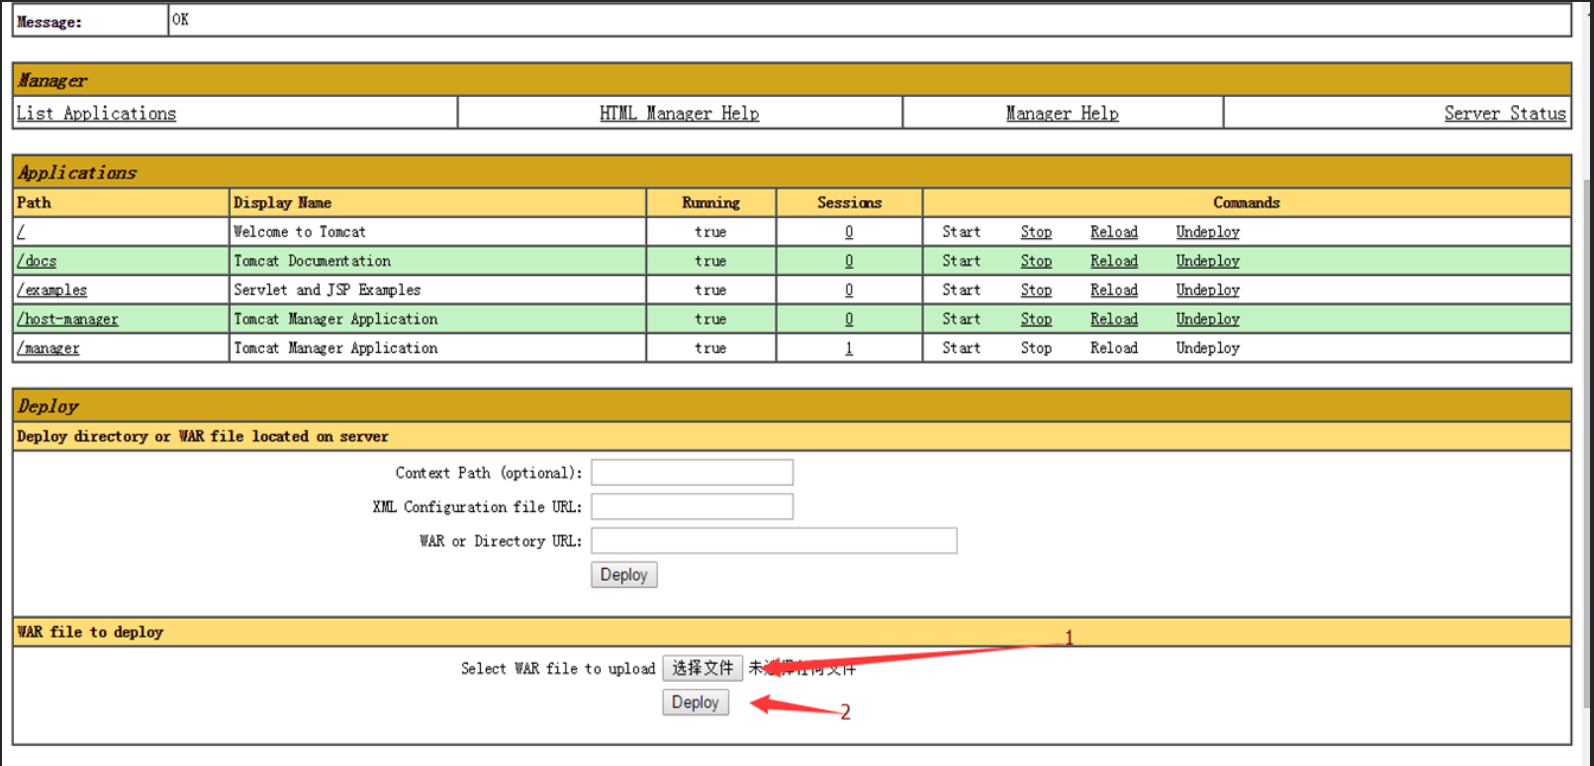 Message: OK
Manager
List Applications HTML Manager Help Manager Help Server Status
Applications
Path Display Name Running Sessions Commands
/ Welcome to Tomcat true 0 Start Stop Reload Undeploy
/docs Tomcat Documentation true 0 Start Stop Reload Undeploy
/examples Servlet and JSP Examples true 0 Start Stop Reload Undeploy
/host-manager Tomcat Manager Application true 0 Start Stop Reload Undeploy
/manager Tomcat Manager Application true 1 Start Stop Reload Undeploy
Deploy
Deploy directory or WAR file located on server
Context Path (optional):
XML Configuration file URL:
WAR or Directory URL:
Deploy
WAR file to deploy
1
Select WAR file to upload 选择文件 未选择任何文件
Deploy
2